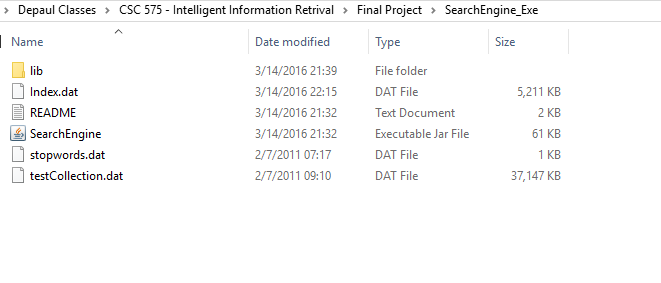 Depaul Classes > CSC 575 - Intelligent Information Retrival > Final Project > SearchEngine_Exe
Name Date modified Type Size
lib 3/14/2016 21:39 File folder
Index.dat 3/14/2016 22:15 DAT File 5,211 KB
README 3/14/2016 21:32 Text Document 2 KB
SearchEngine 3/14/2016 21:32 Executable Jar File 61 KB
stopwords.dat 2/7/2011 07:17 DAT File 1 KB
testCollection.dat 2/7/2011 09:10 DAT File 37,147 KB